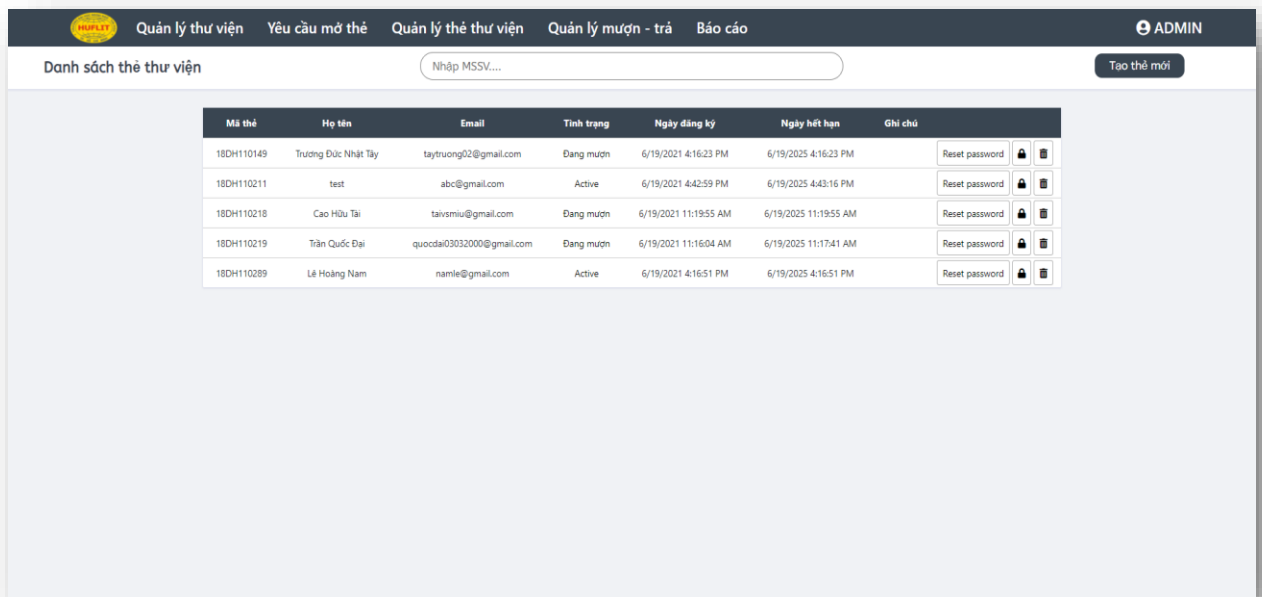 HUFLIT Quản lý thư viện Yêu cầu mở thẻ Quản lý thẻ thư viện Quản lý mượn - trả Báo cáo ADMIN
Danh sách thẻ thư viện Nhập MSSV.... Tạo thẻ mới
Mã thẻ Họ tên Email Tình trạng Ngày đăng ký Ngày hết hạn Ghi chú
18DH110149 Trương Đức Nhật Tây taytruong02@gmail.com Đang mượn 6/19/2021 4:16:23 PM 6/19/2025 4:16:23 PM Reset password
18DH110211 test abc@gmail.com Active 6/19/2021 4:42:59 PM 6/19/2025 4:43:16 PM Reset password
18DH110218 Cao Hữu Tài taivsmiu@gmail.com Đang mượn 6/19/2021 11:19:55 AM 6/19/2025 11:19:55 AM Reset password
18DH110219 Trần Quốc Đại quocdai03032000@gmail.com Đang mượn 6/19/2021 11:16:04 AM 6/19/2025 11:17:41 AM Reset password
18DH110289 Lê Hoàng Nam namle@gmail.com Active 6/19/2021 4:16:51 PM 6/19/2025 4:16:51 PM Reset password